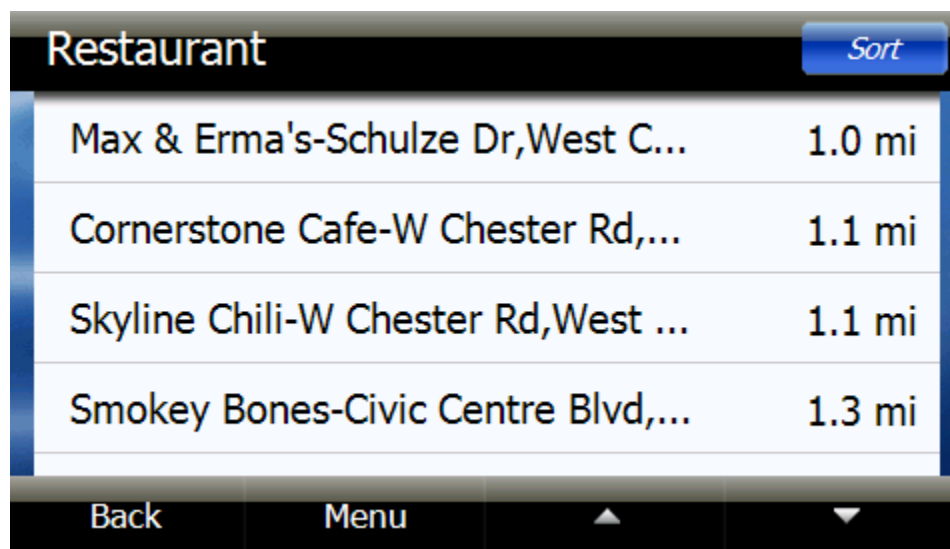 Restaurant Sort
Max & Erma's-Schulze Dr,West C... 1.0 mi
Cornerstone Cafe-W Chester Rd,... 1.1 mi
Skyline Chili-W Chester Rd,West ... 1.1 mi
Smokey Bones-Civic Centre Blvd,... 1.3 mi
Back Menu